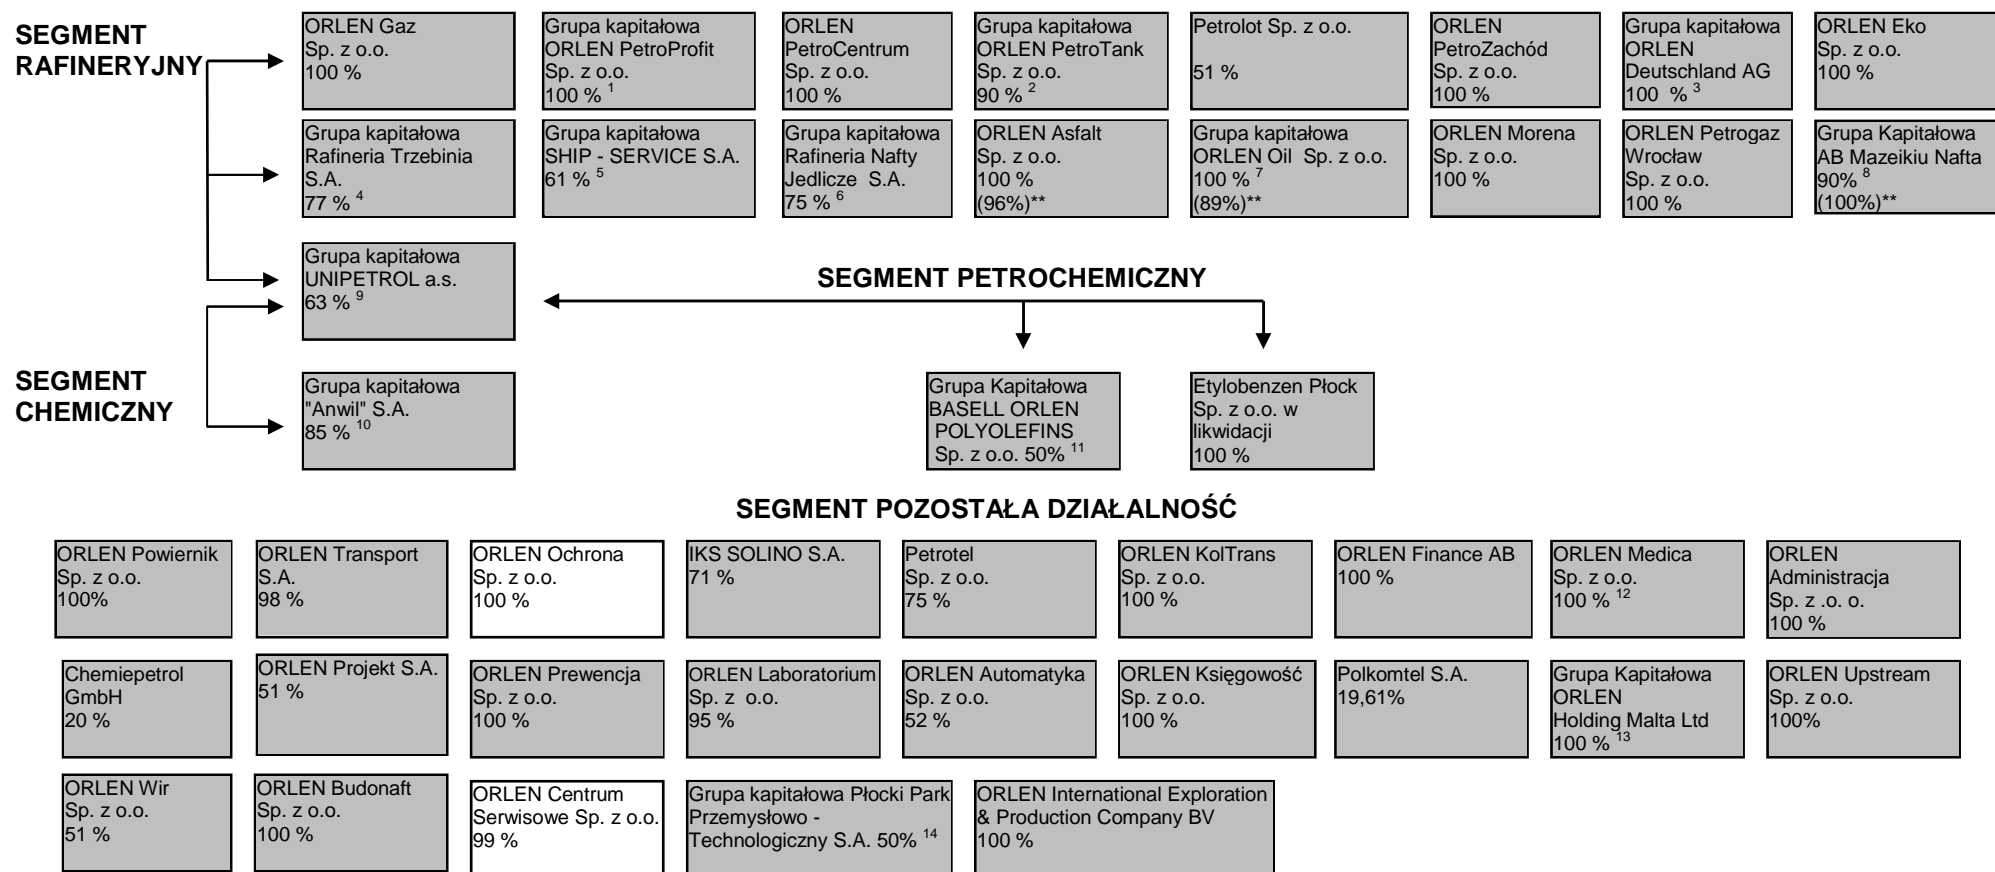 SEGMENT
RAFINERYJNY
ORLEN Gaz
Sp. z o.o.
100 %
Grupa kapitałowa
ORLEN PetroProfit
Sp. z o.o.
100 % 1
ORLEN
PetroCentrum
Sp. z o.o.
100 %
Grupa kapitałowa
ORLEN PetroTank
Sp. z o.o.
90 % 2
Petrolot Sp. z o.o.
51 %
ORLEN
PetroZachód
Sp. z o.o.
100 %
Grupa kapitałowa
ORLEN
Deutschland AG
100 % 3
ORLEN Eko
Sp. z o.o.
100 %
Grupa kapitałowa
Rafineria Trzebinia
S.A.
77 % 4
Grupa kapitałowa
SHIP - SERVICE S.A.
61 % 5
Grupa kapitałowa
Rafineria Nafty
Jedlicze S.A.
75 % 6
ORLEN Asfalt
Sp. z o.o.
100 %
(96%)**
Grupa kapitałowa
ORLEN Oil Sp. z o.o.
100 % 7
(89%)**
ORLEN Morena
Sp. z o.o.
100 %
ORLEN Petrogaz
Wrocław
Sp. z o.o.
100 %
Grupa Kapitałowa
AB Mazeikiu Nafta
90% 8
(100%)**
Grupa kapitałowa
UNIPETROL a.s.
63 % 9
SEGMENT PETROCHEMICZNY
SEGMENT
CHEMICZNY
Grupa kapitałowa
"Anwil" S.A.
85 % 10
Grupa Kapitałowa
BASELL ORLEN
POLYOLEFINS
Sp. z o.o. 50% 11
Etylobenzen Płock
Sp. z o.o. w
likwidacji
100 %
SEGMENT POZOSTAŁA DZIAŁALNOŚĆ
ORLEN Powiernik
Sp. z o.o.
100%
ORLEN Transport
S.A.
98 %
ORLEN Ochrona
Sp. z o.o.
100 %
IKS SOLINO S.A.
71 %
Petrotel
Sp. z o.o.
75 %
ORLEN KolTrans
Sp. z o.o.
100 %
ORLEN Finance AB
100 %
ORLEN Medica
Sp. z o.o.
100 % 12
ORLEN
Administracja
Sp. z .o. o.
100 %
Chemiepetrol
GmbH
20 %
ORLEN Projekt S.A.
51 %
ORLEN Prewencja
Sp. z o.o.
100 %
ORLEN Laboratorium
Sp. z o.o.
95 %
ORLEN Automatyka
Sp. z o.o.
52 %
ORLEN Księgowość
Sp. z o.o.
100 %
Polkomtel S.A.
19,61%
Grupa Kapitałowa
ORLEN
Holding Malta Ltd
100 % 13
ORLEN Upstream
Sp. z o.o.
100%
ORLEN Wir
Sp. z o.o.
51 %
ORLEN Budonaft
Sp. z o.o.
100 %
ORLEN Centrum
Serwisowe Sp. z o.o.
99 %
Grupa kapitałowa Płocki Park
Przemysłowo -
Technologiczny S.A. 50% 14
ORLEN International Exploration
& Production Company BV
100 %